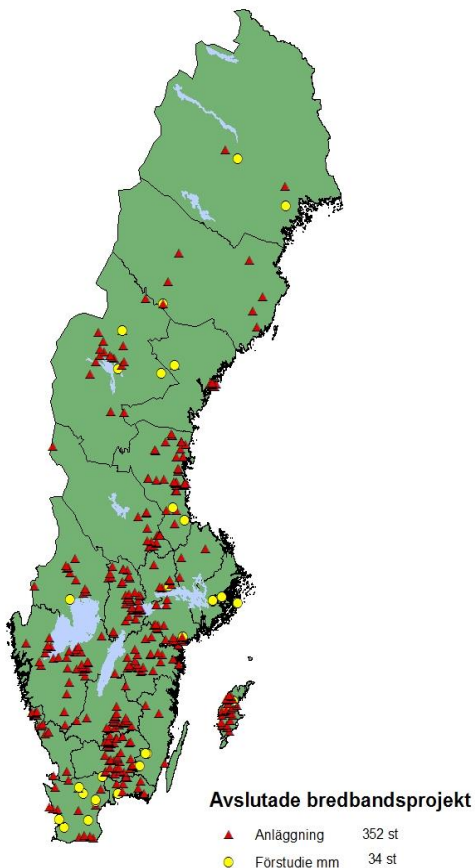 Avslutade bredbandsprojekt
Anläggning 352 st
Förstudie mm 34 st